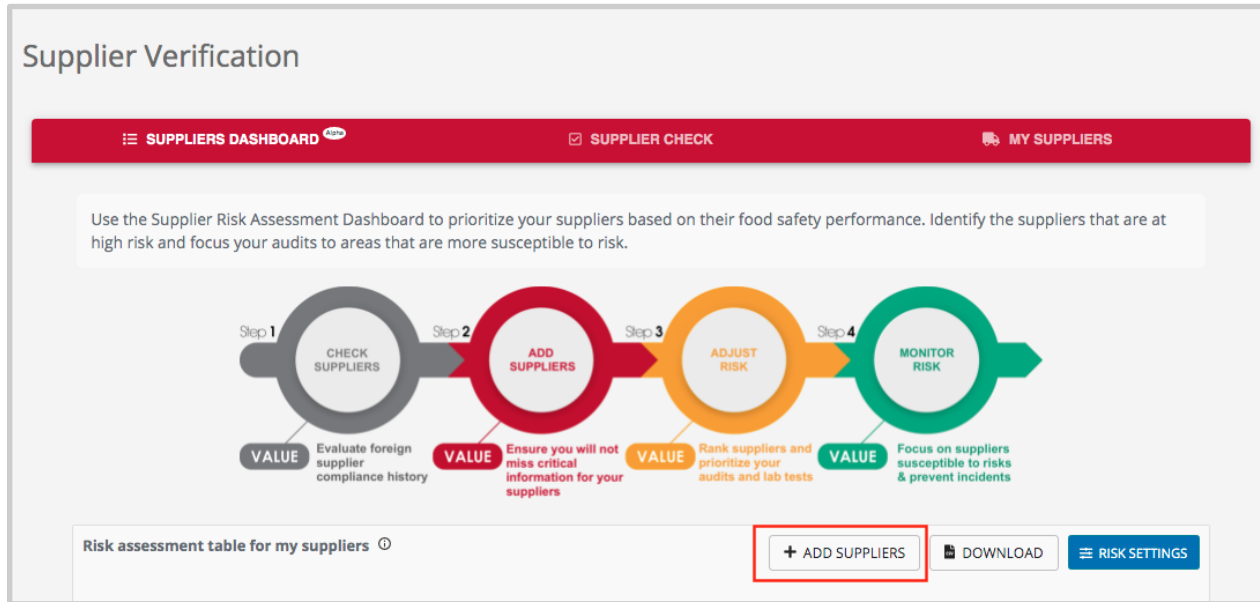 Supplier Verification
SUPPLIERS DASHBOARD Alpha
SUPPLIER CHECK
MY SUPPLIERS
Use the Supplier Risk Assessment Dashboard to prioritize your suppliers based on their food safety performance. Identify the suppliers that are at
high risk and focus your audits to areas that are more susceptible to risk.
Step 1
CHECK
SUPPLIERS
VALUE
Evaluate foreign
supplier
compliance history
Step 2
ADD
SUPPLIERS
VALUE
Ensure you will not
miss critical
information for your
suppliers
Step 3
ADJUST
RISK
VALUE
Rank suppliers and
prioritize your
audits and lab tests
Step 4
MONITOR
RISK
VALUE
Focus on suppliers
susceptible to risks
& prevent incidents
Risk assessment table for my suppliers
+ ADD SUPPLIERS
DOWNLOAD
RISK SETTINGS